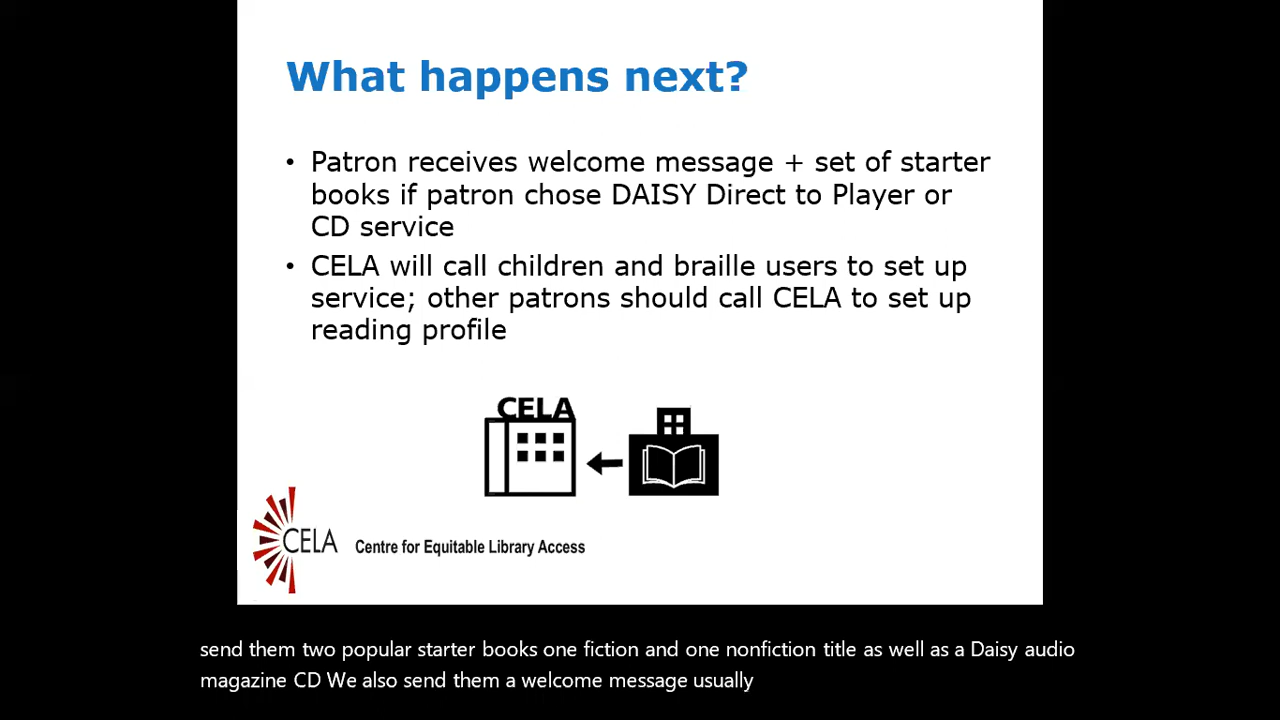 What happens next?
• Patron receives welcome message + set of starter
books if patron chose DAISY Direct to Player or
CD service
• CELA will call children and braille users to set up
service; other patrons should call CELA to set up
reading profile
CELA
CELA Centre for Equitable Library Access
send them two popular starter books one fiction and one nonfiction title as well as a Daisy audio
magazine CD We also send them a welcome message usually